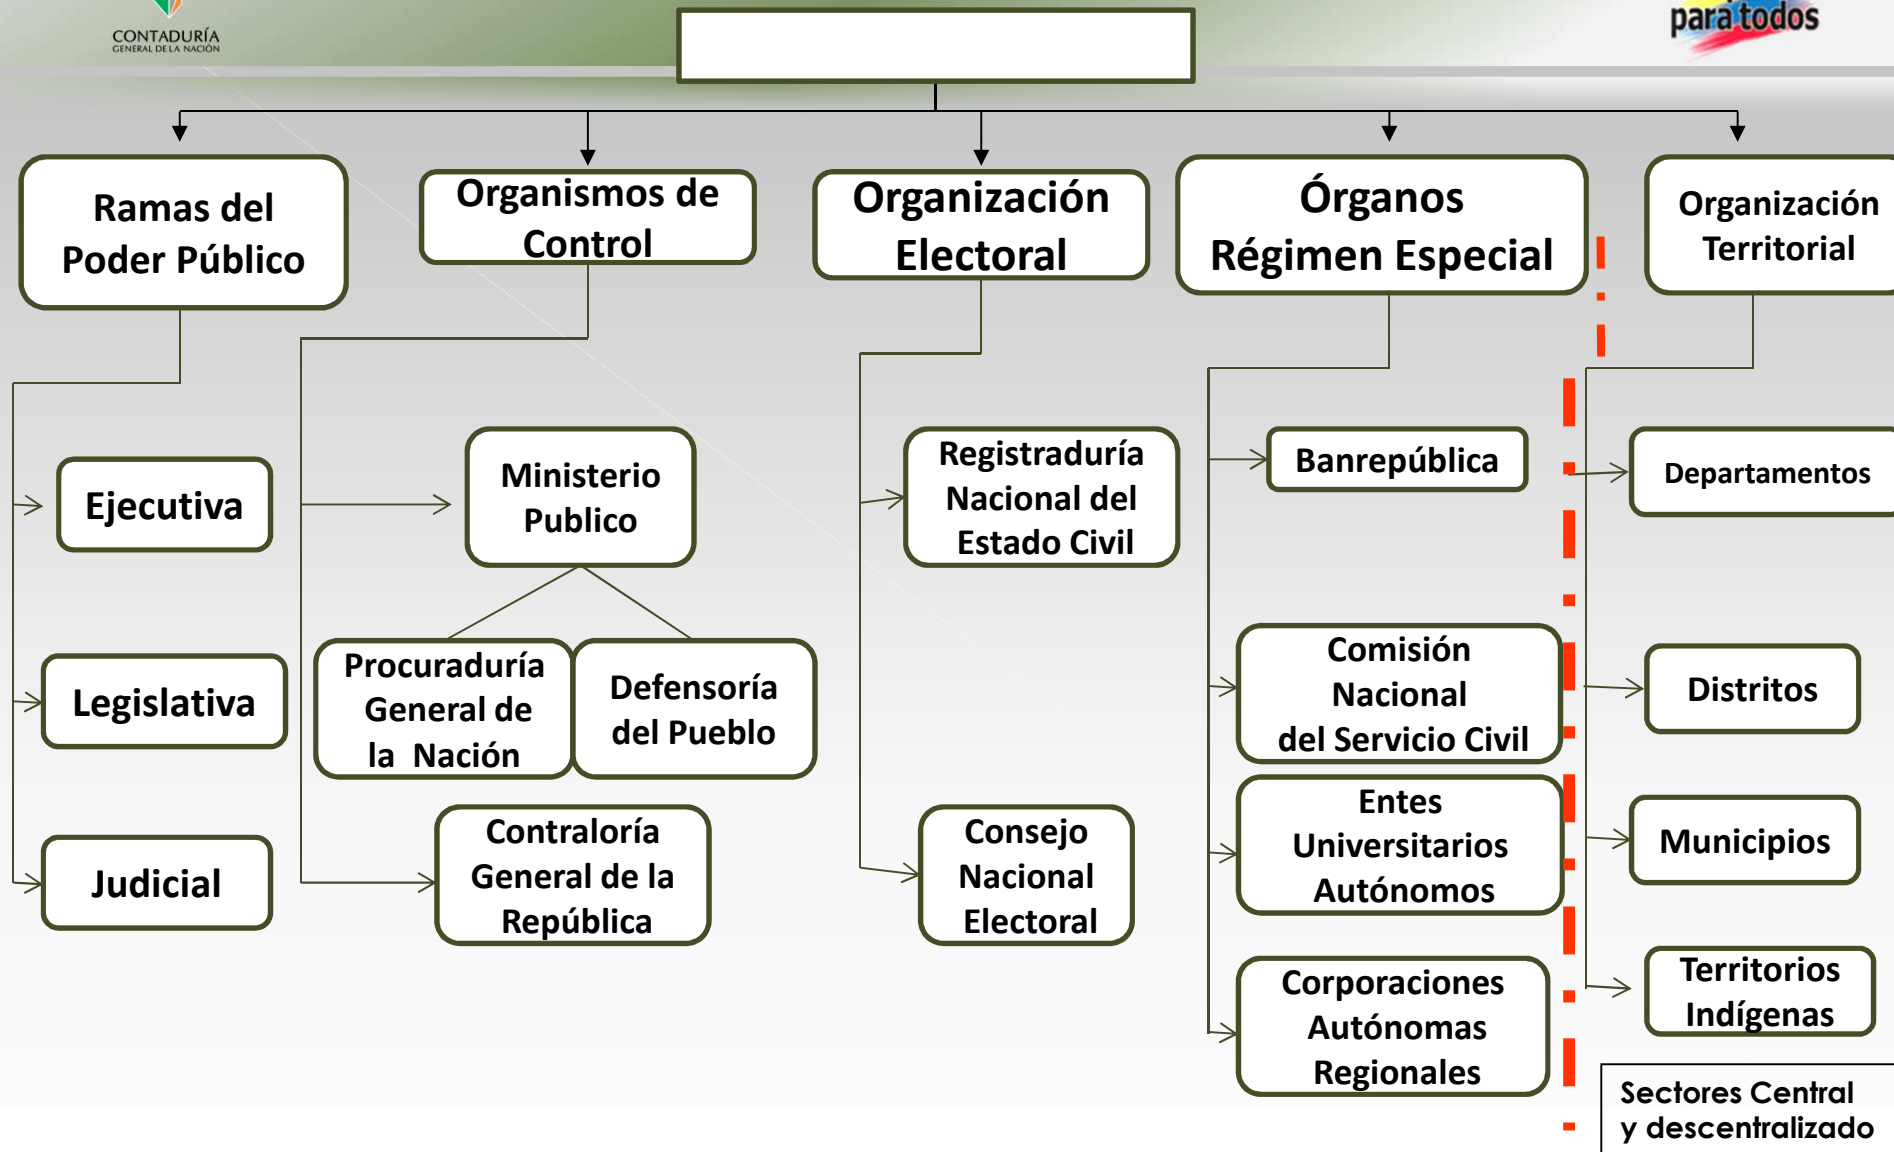 CONTADURÍA
GENERAL DE LA NACIÓN
para todos
Ramas del
Poder Público
Organismos de
Control
Organización
Electoral
Órganos
Régimen Especial
Organización
Territorial
Ejecutiva
Legislativa
Judicial
Ministerio
Publico
Procuraduría
General de
la Nación
Defensoría
del Pueblo
Contraloría
General de la
República
Registraduría
Nacional del
Estado Civil
Consejo
Nacional
Electoral
Banrepública
Comisión
Nacional
del Servicio Civil
Entes
Universitarios
Autónomos
Corporaciones
Autónomas
Regionales
Departamentos
Distritos
Municipios
Territorios
Indígenas
Sectores Central
y descentralizado